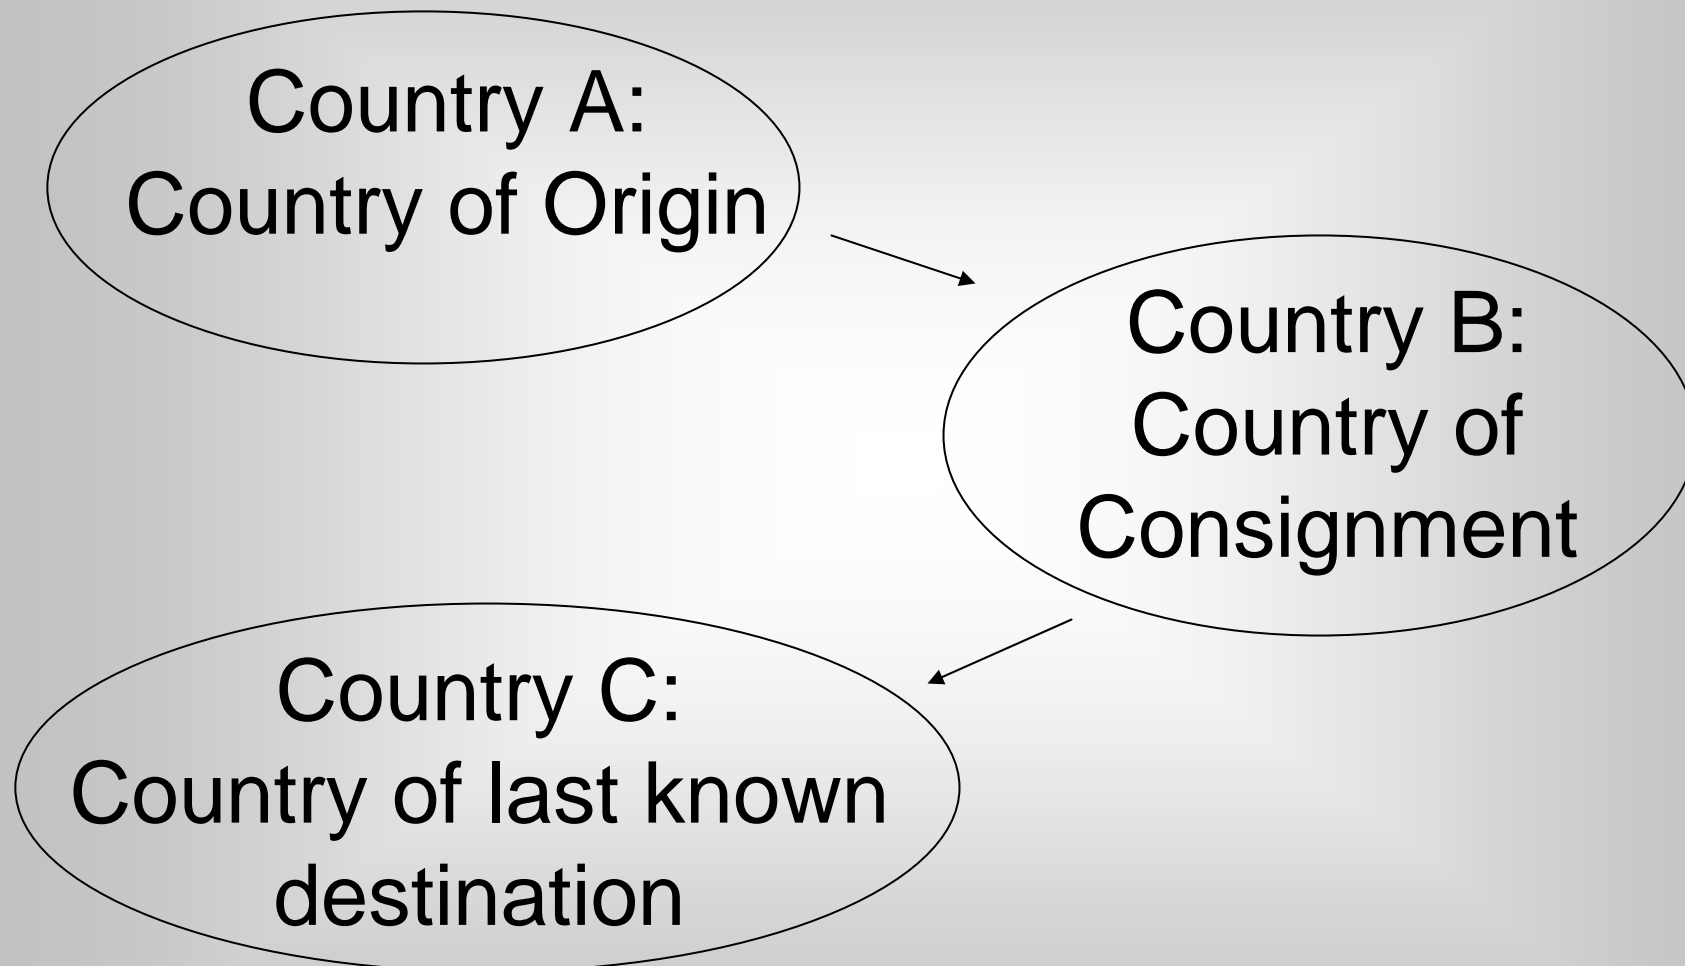 Country A:
Country of Origin
Country B:
Country of
Consignment
Country C:
Country of last known
destination